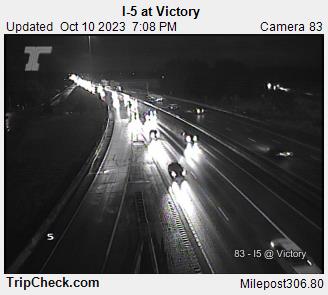 I-5 at Victory
Updated Oct 10 2023 7:08 PM Camera 83
T
S
83 - I5 @ Victory
TripCheck.com Milepost306.80